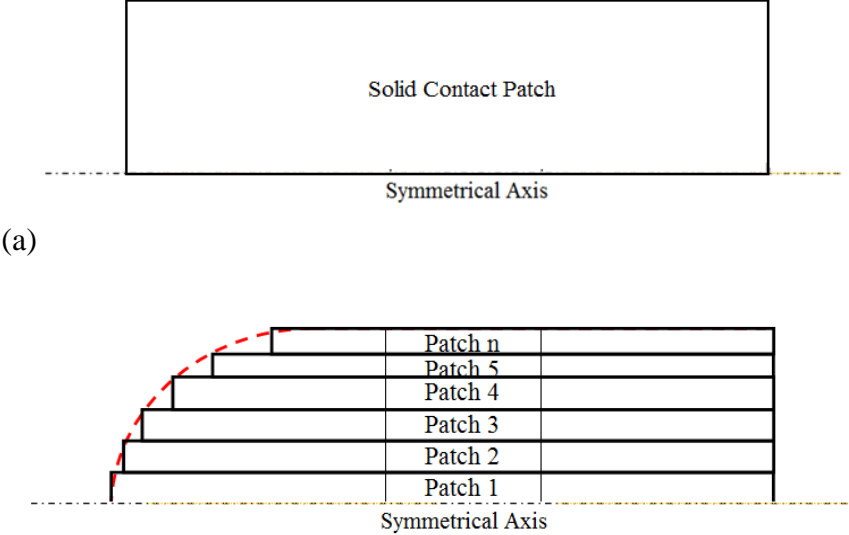 Solid Contact Patch
Symmetrical Axis
(a)
Patch n
Patch 5
Patch 4
Patch 3
Patch 2
Patch 1
Symmetrical Axis